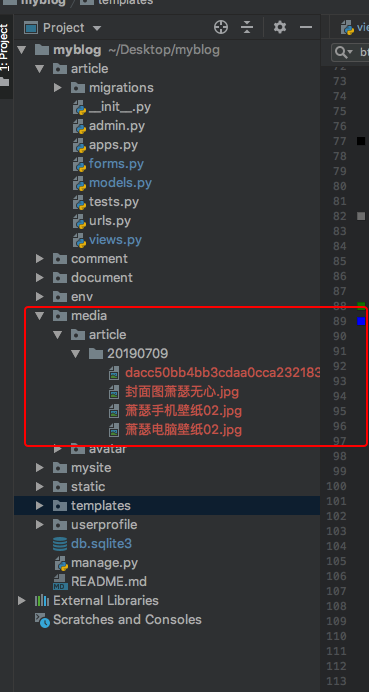 myblog templates
1: Project
Project
vie
b
myblog ~/Desktop/myblog
article
migrations
__init__.py
admin.py
apps.py
forms.py
models.py
tests.py
urls.py
views.py
comment
document
env
media
article
20190709
dacc50bb4bb3cdaa0cca232183
封面图萧瑟无心.jpg
萧瑟手机壁纸02.jpg
萧瑟电脑壁纸02.jpg
avatar
mysite
static
templates
userprofile
db.sqlite3
manage.py
README.md
External Libraries
Scratches and Consoles
72
73
74
75
76
77
78
79
80
81
82
83
84
85
86
87
88
89
90
91
92
93
94
95
96
97
98
99
100
101
102
103
104
105
106
107
108
109
110
111
112
113